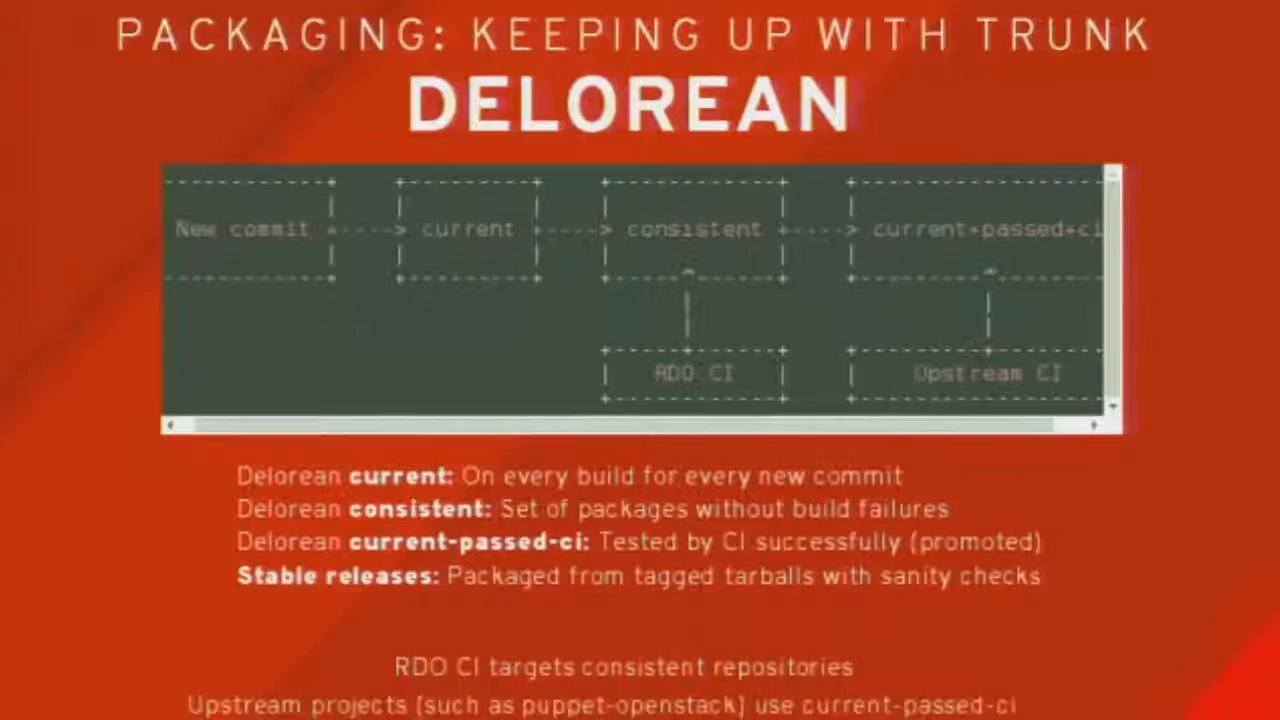 PACKAGING: KEEPING UP WITH TRUNK
DELOREAN
New commit current consistent current-passed-ci
RDO CI Upstream CI
Delorean current: On every build for every new commit
Delorean consistent: Set of packages without build failures
Delorean current-passed-ci: Tested by CI successfully (promoted)
Stable releases: Packaged from tagged tarballs with sanity checks
RDO CI targets consistent repositories
Upstream projects (such as puppet-openstack) use current-passed-ci